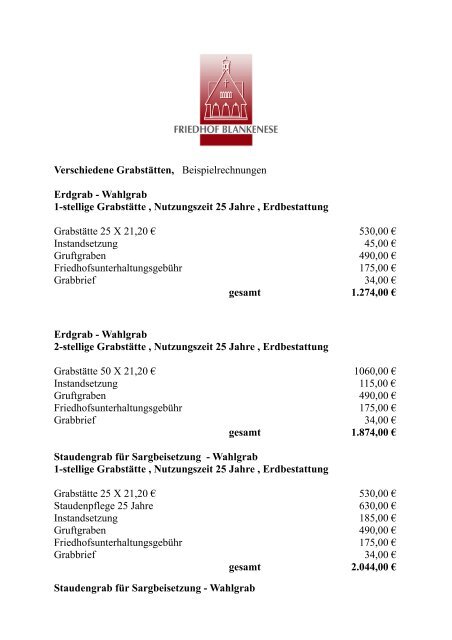 FRIEDHOF BLANKENESE
Verschiedene Grabstätten, Beispielrechnungen
Erdgrab - Wahlgrab
1-stellige Grabstätte , Nutzungszeit 25 Jahre , Erdbestattung
Grabstätte 25 X 21,20 € 530,00 €
Instandsetzung 45,00 €
Gruftgraben 490,00 €
Friedhofsunterhaltungsgebühr 175,00 €
Grabbrief 34,00 €
gesamt 1.274,00 €
Erdgrab - Wahlgrab
2-stellige Grabstätte , Nutzungszeit 25 Jahre , Erdbestattung
Grabstätte 50 X 21,20 € 1060,00 €
Instandsetzung 115,00 €
Gruftgraben 490,00 €
Friedhofsunterhaltungsgebühr 175,00 €
Grabbrief 34,00 €
gesamt 1.874,00 €
Staudengrab für Sargbeisetzung - Wahlgrab
1-stellige Grabstätte , Nutzungszeit 25 Jahre , Erdbestattung
Grabstätte 25 X 21,20 € 530,00 €
Staudenpflege 25 Jahre 630,00 €
Instandsetzung 185,00 €
Gruftgraben 490,00 €
Friedhofsunterhaltungsgebühr 175,00 €
Grabbrief 34,00 €
gesamt 2.044,00 €
Staudengrab für Sargbeisetzung - Wahlgrab